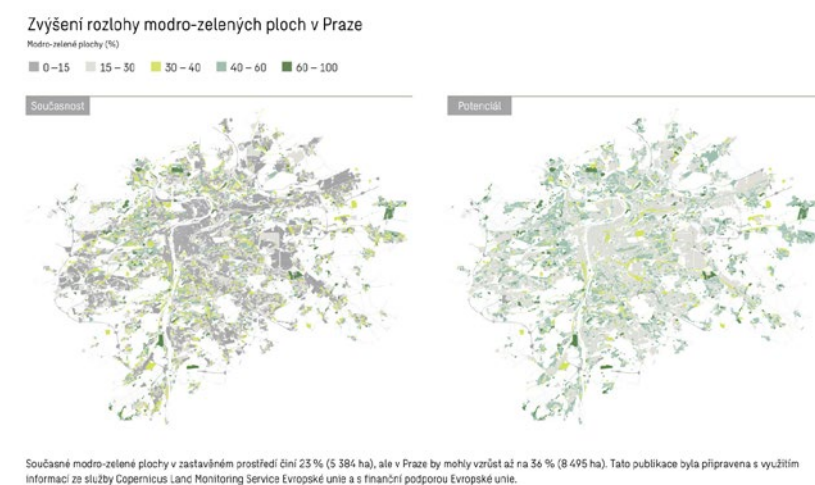 Zvýšení rozlohy modro-zelených ploch v Praze
Modro-zelené plochy (%)
0–15 15 – 30 30 – 40 40 – 60 60 – 100
Současnost
Potenciál
Současné modro-zelené plochy v zastavěném prostředí činí 23 % (5 384 ha), ale v Praze by mohly vzrůst až na 36 % (8 495 ha). Tato publikace byla připravena s využitím
informací ze služby Copernicus Land Monitoring Service Evropské unie a s finanční podporou Evropské unie.